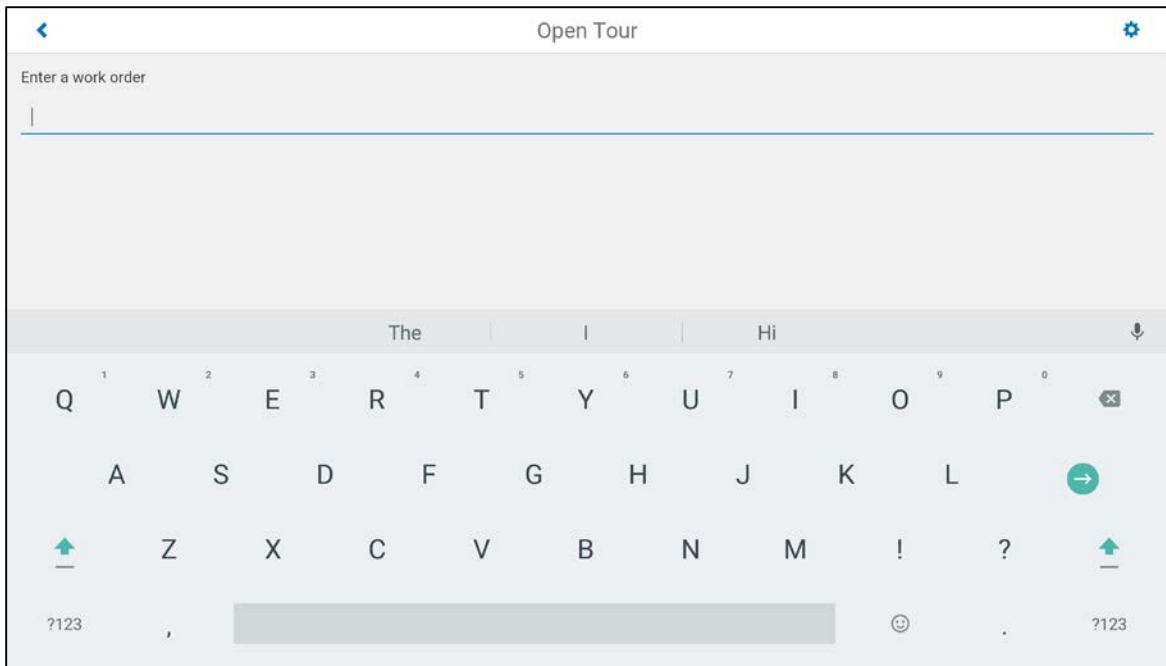 Open Tour
Enter a work order
The I Hi
1 2 3 4 5 6 7 8 9 0
Q W E R T Y U I O P
A S D F G H J K L
Z X C V B N M ! ?
?123 , . ?123